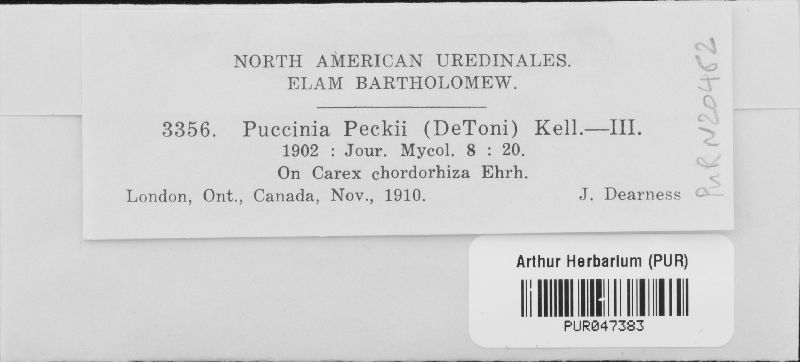 NORTH AMERICAN UREDINALES.
ELAM BARTHOLOMEW.
3356. Puccinia Peckii (DeToni) Kell.—III.
1902 : Jour. Mycol. 8 : 20.
On Carex chordorhiza Ehrh.
London, Ont., Canada, Nov., 1910. J. Dearness
PUR N20462
Arthur Herbarium (PUR)
PUR047383